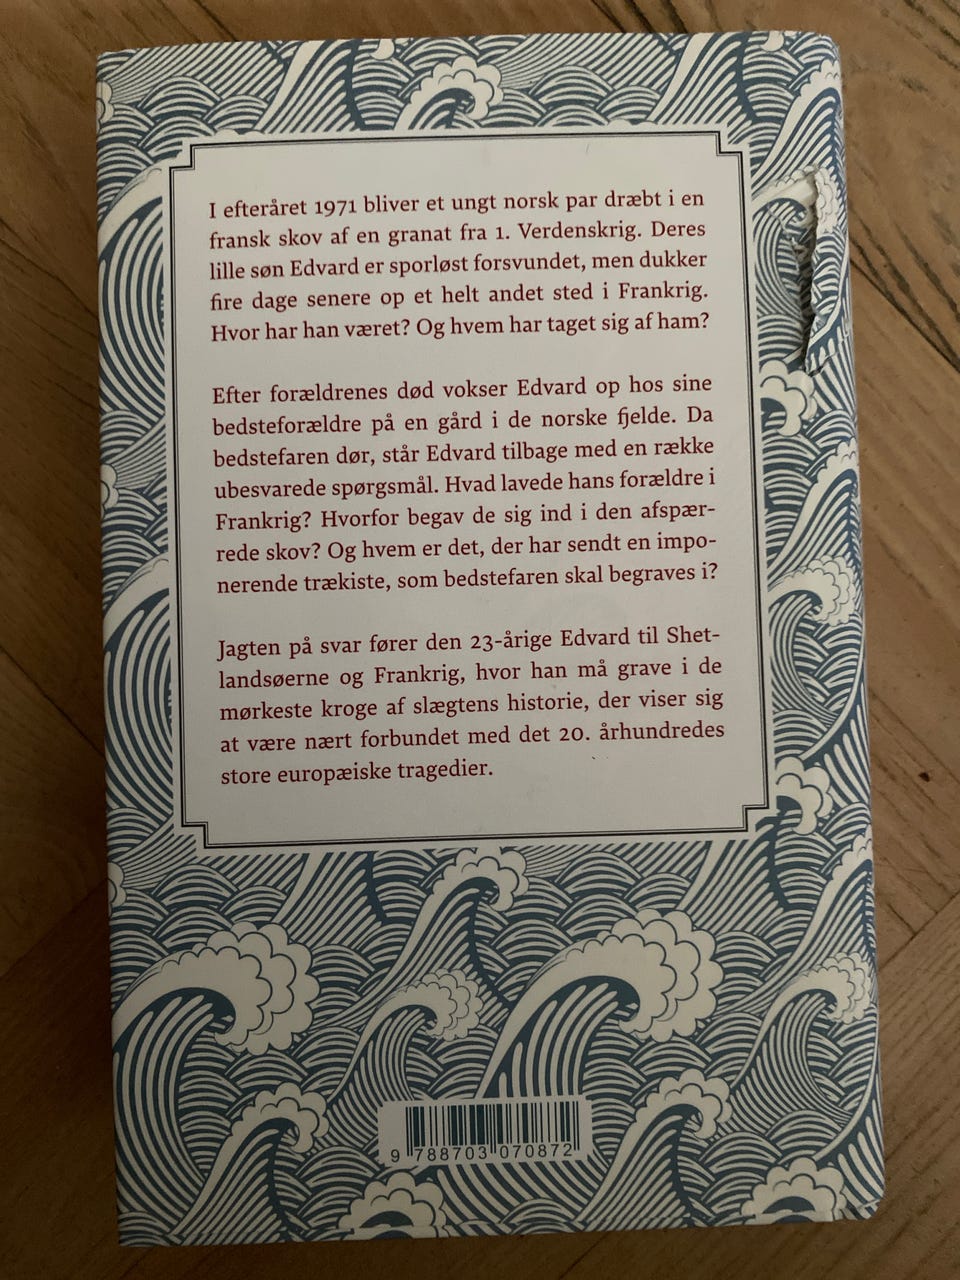 I efteråret 1971 bliver et ungt norsk par dræbt i en
fransk skov af en granat fra 1. Verdenskrig. Deres
lille søn Edvard er sporløst forsvundet, men dukker
fire dage senere op et helt andet sted i Frankrig.
Hvor har han været? Og hvem har taget sig af ham?
Efter forældrenes død vokser Edvard op hos sine
bedsteforældre på en gård i de norske fjelde. Da
bedstefaren dør, står Edvard tilbage med en række
ubesvarede spørgsmål. Hvad lavede hans forældre i
Frankrig? Hvorfor begav de sig ind i den afspær-
rede skov? Og hvem er det, der har sendt en impo-
nerende trækiste, som bedstefaren skal begraves i?
Jagten på svar fører den 23-årige Edvard til Shet-
landsøerne og Frankrig, hvor han må grave i de
mørkeste kroge af slægtens historie, der viser sig
at være nært forbundet med det 20. århundredes
store europæiske tragedier.
9 788703 070872